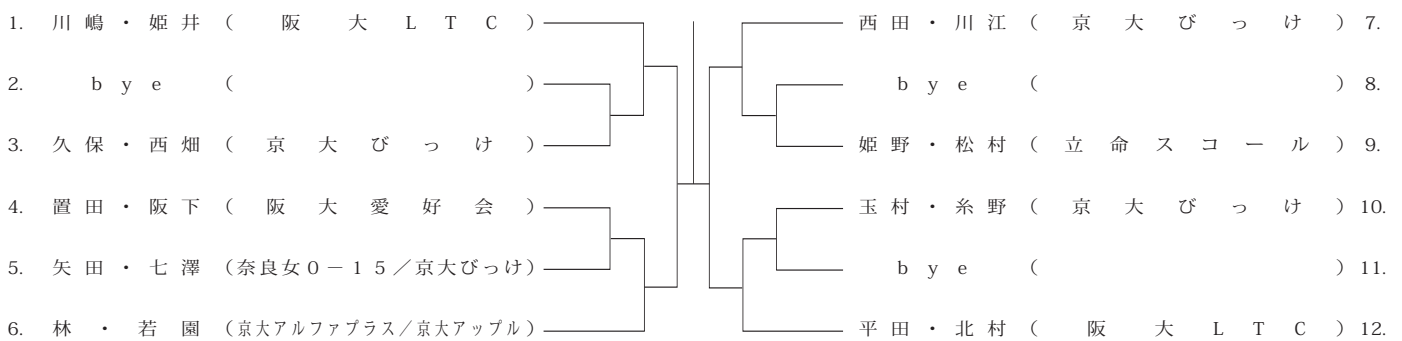 1. 川嶋・姫井（阪大LTC）
2. bye（　）
3. 久保・西畑（京大びっけ）
4. 置田・阪下（阪大愛好会）
5. 矢田・七澤（奈良女０－１５／京大びっけ）
6. 林・若園（京大アルファプラス／京大アップル）
西田・川江（京大びっけ）7.
bye（　）8.
姫野・松村（立命スコール）9.
玉村・糸野（京大びっけ）10.
bye（　）11.
平田・北村（阪大LTC）12.